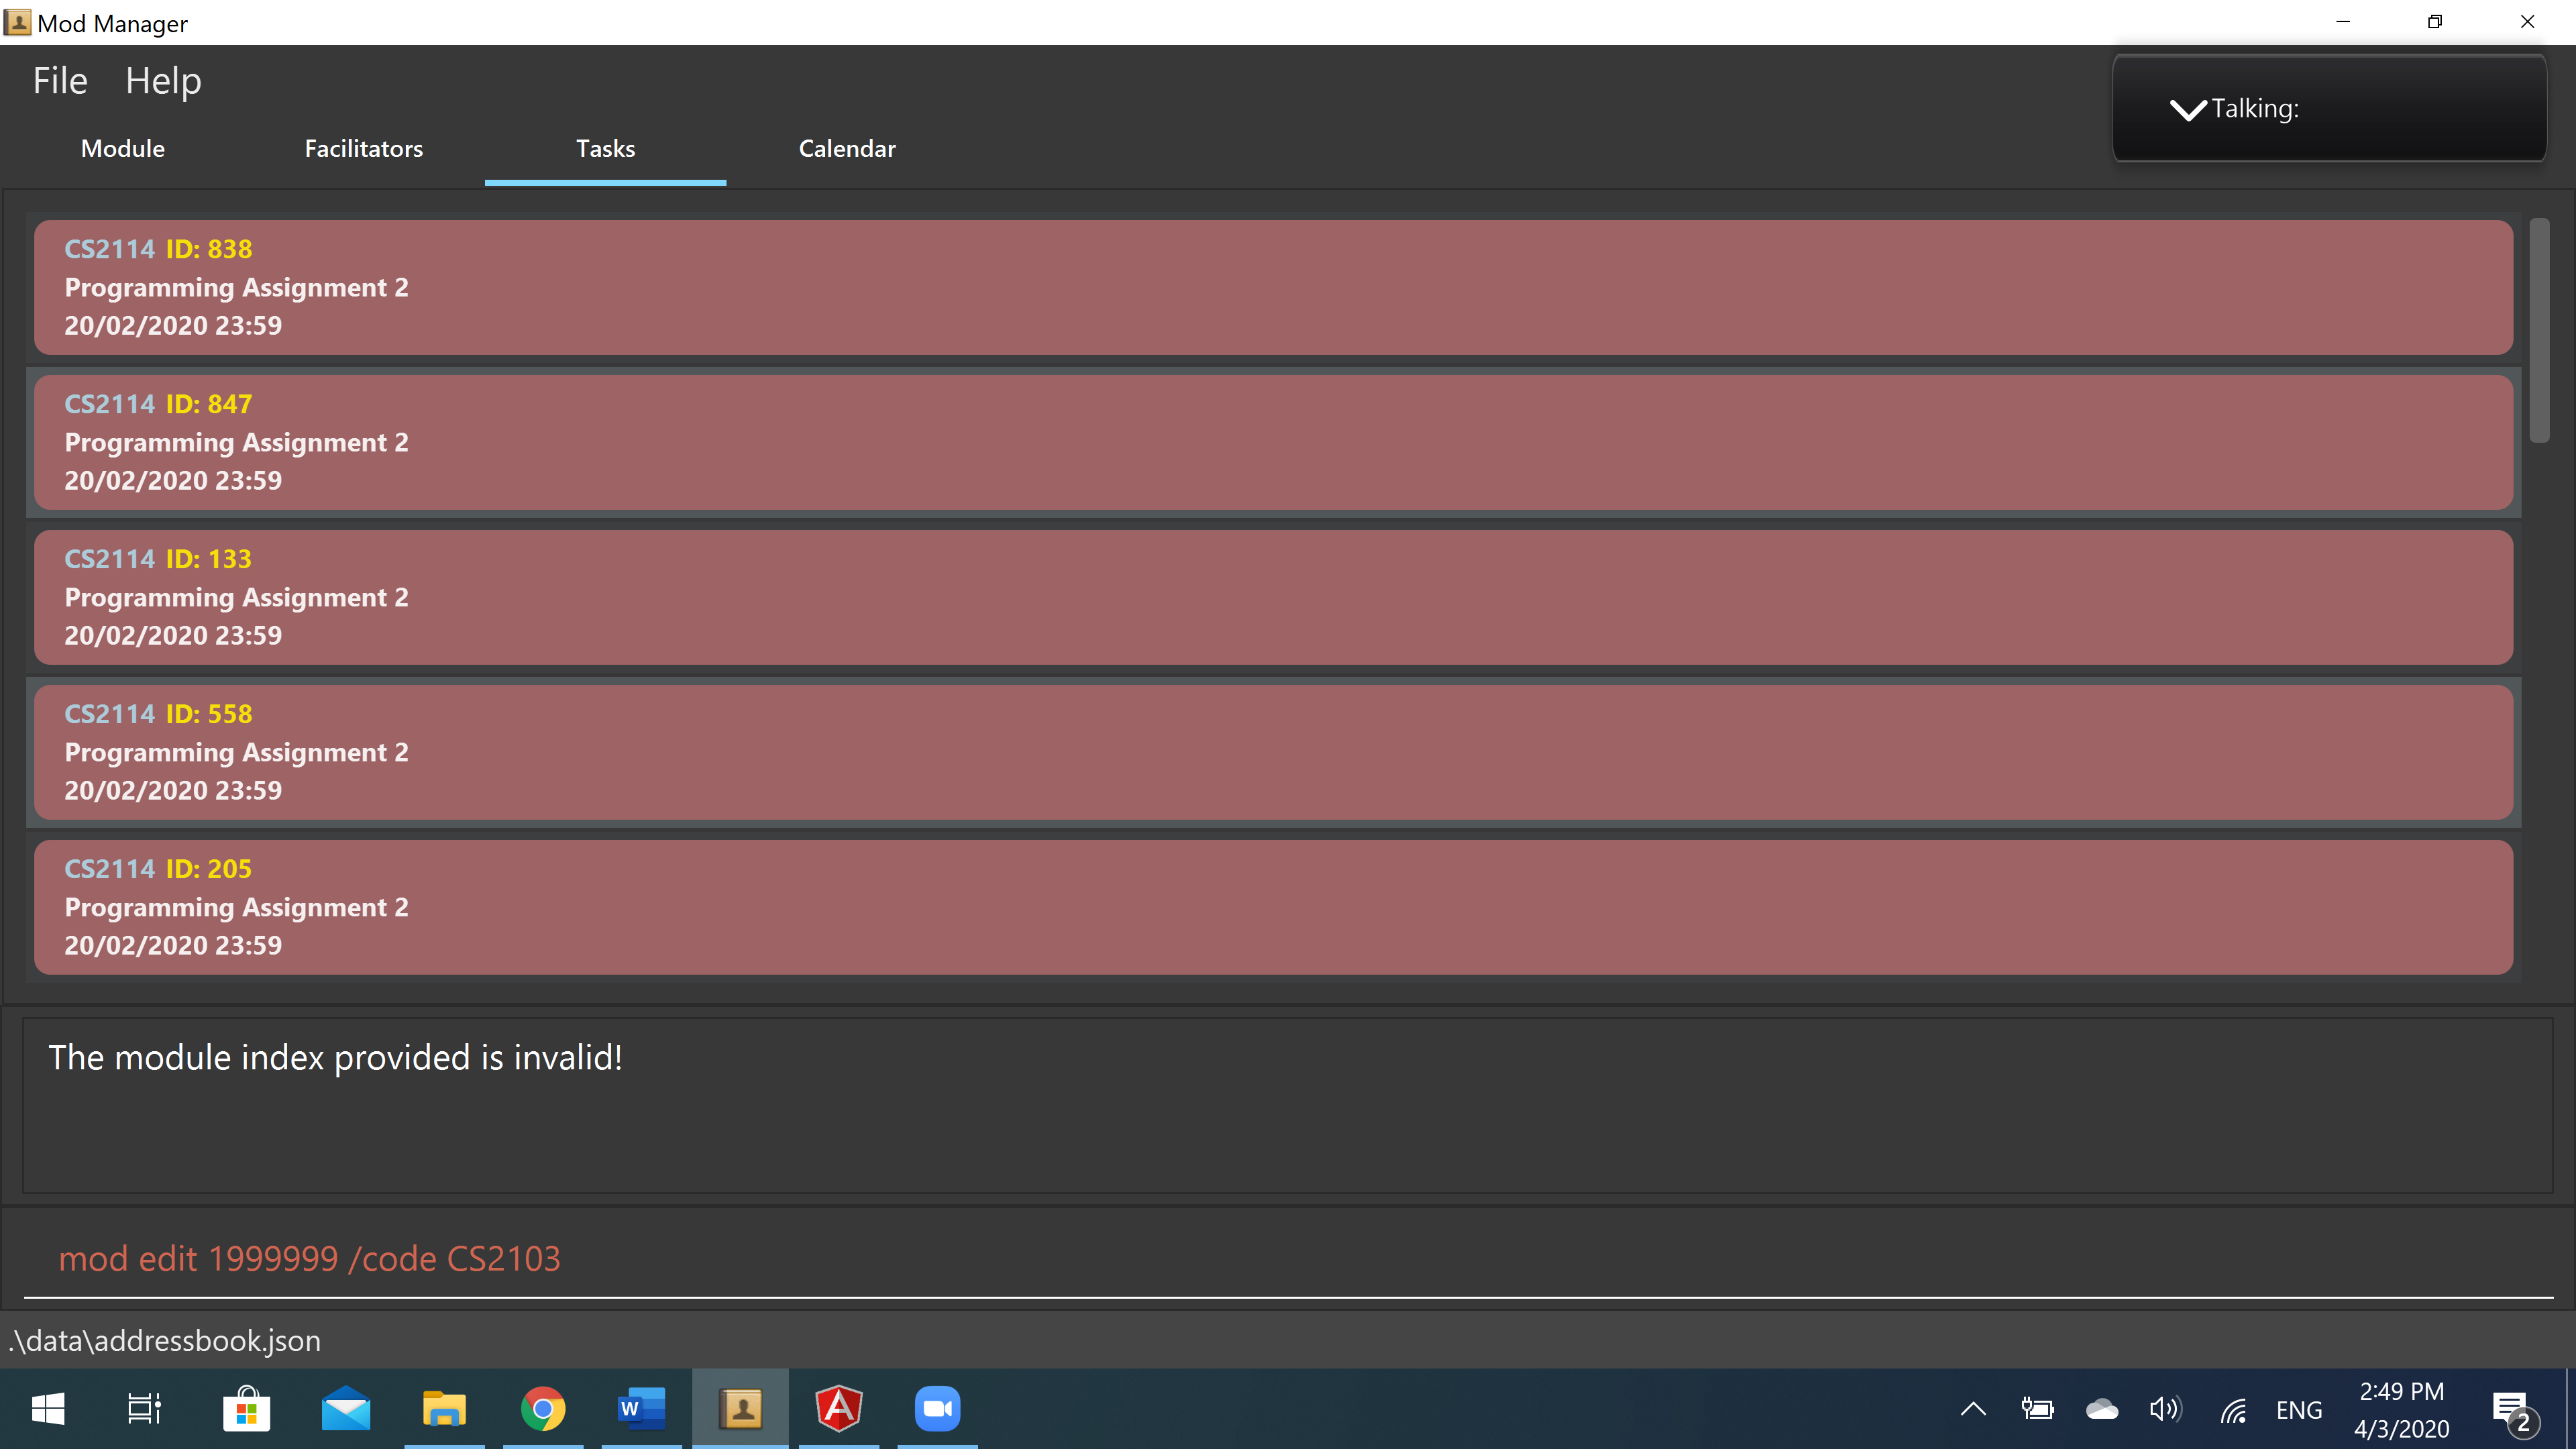 Mod Manager
File Help
Talking:
Module Facilitators Tasks Calendar
CS2114 ID: 838
Programming Assignment 2
20/02/2020 23:59
CS2114 ID: 847
Programming Assignment 2
20/02/2020 23:59
CS2114 ID: 133
Programming Assignment 2
20/02/2020 23:59
CS2114 ID: 558
Programming Assignment 2
20/02/2020 23:59
CS2114 ID: 205
Programming Assignment 2
20/02/2020 23:59
The module index provided is invalid!
mod edit 1999999 /code CS2103
.\data\addressbook.json
W
A
ENG
2:49 PM
4/3/2020
2